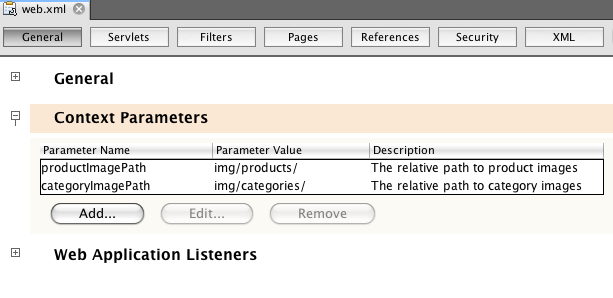 web.xml
General Servlets Filters Pages References Security XML
General
Context Parameters
Parameter Name Parameter Value Description
productImagePath img/products/ The relative path to product images
categoryImagePath img/categories/ The relative path to category images
Add... Edit... Remove
Web Application Listeners